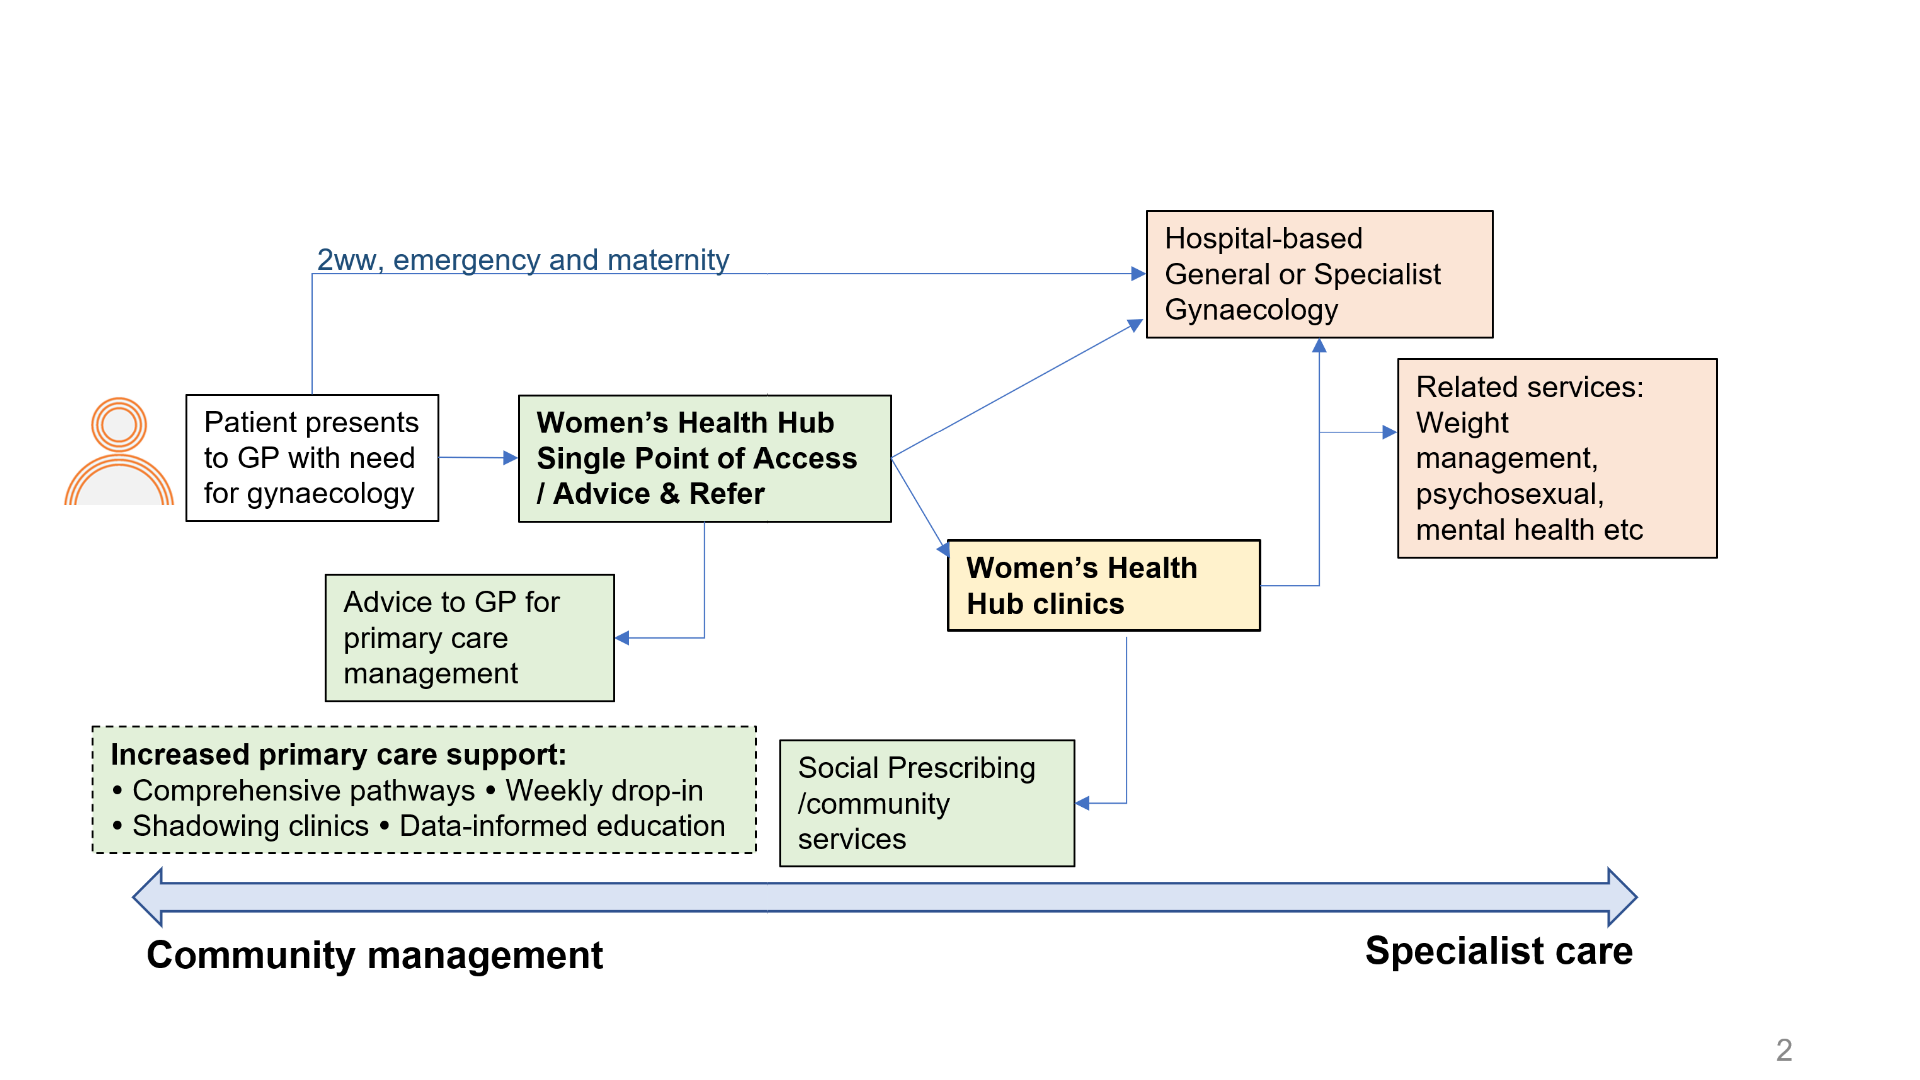 2ww, emergency and maternity
Hospital-based
General or Specialist
Gynaecology
Patient presents
to GP with need
for gynaecology
Women’s Health Hub
Single Point of Access
/ Advice & Refer
Related services:
Weight
management,
psychosexual,
mental health etc
Women’s Health
Hub clinics
Advice to GP for
primary care
management
Increased primary care support:
• Comprehensive pathways • Weekly drop-in
• Shadowing clinics • Data-informed education
Social Prescribing
/community
services
Community management
Specialist care
2